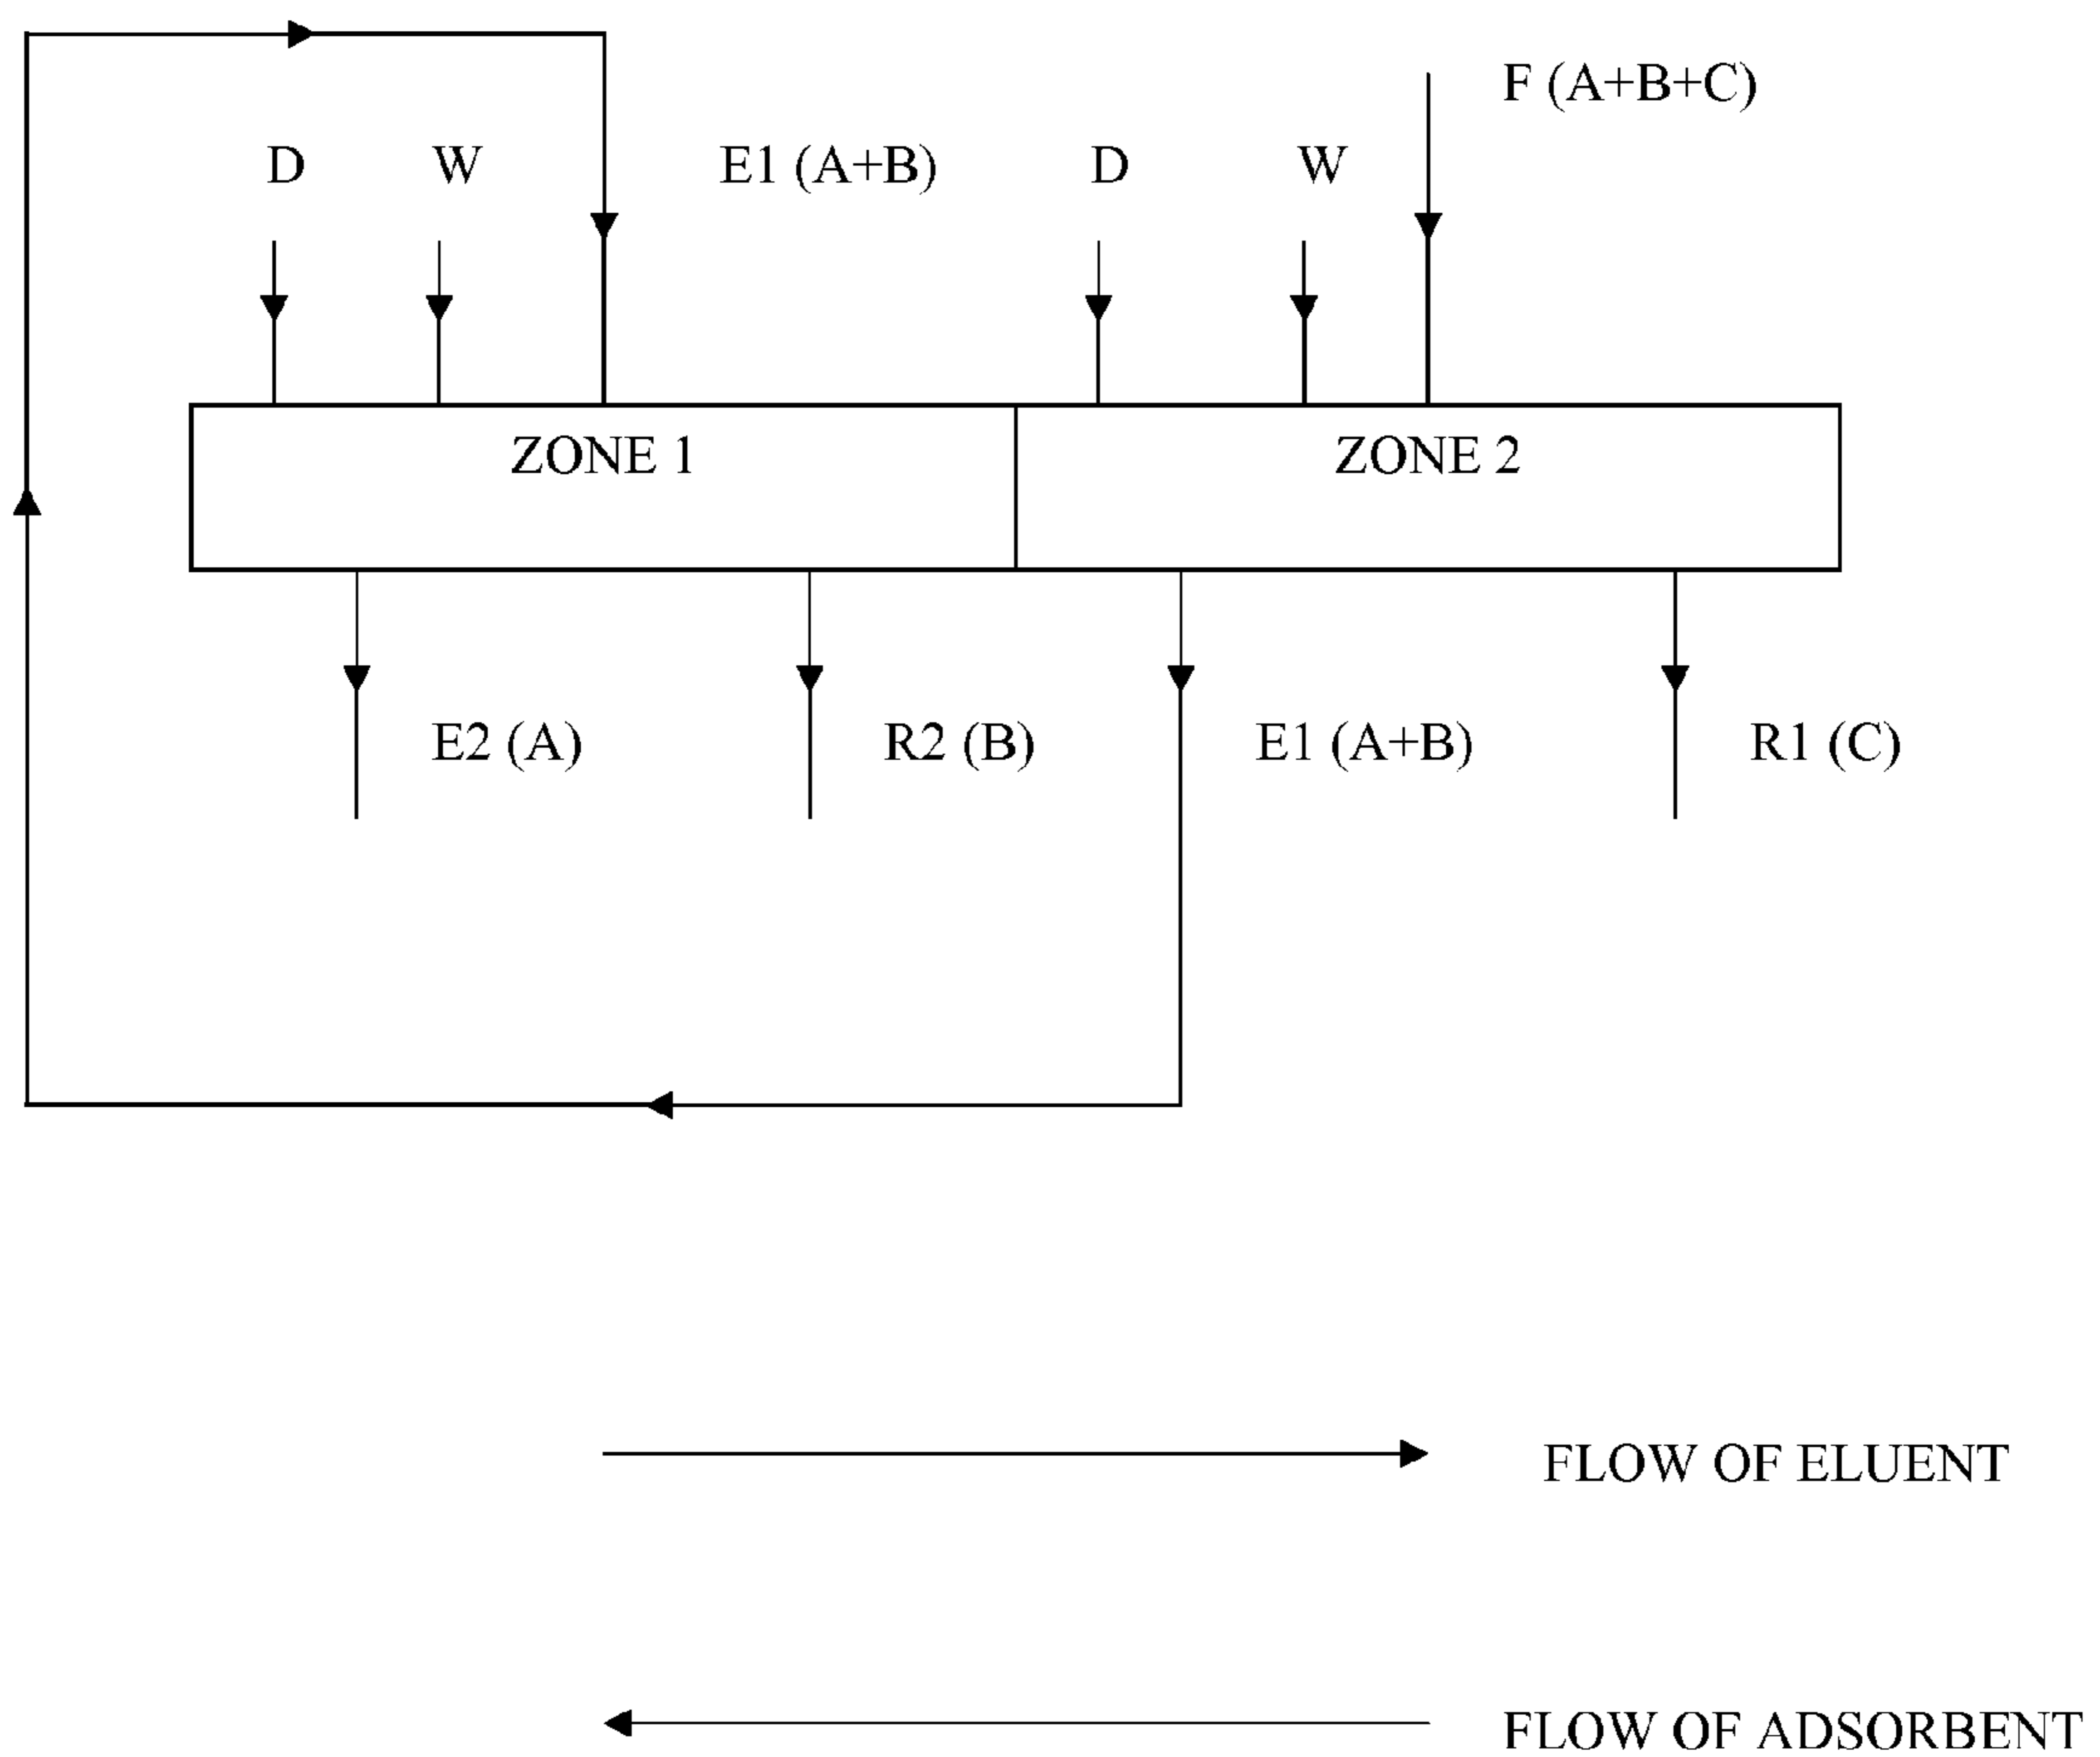 F (A+B+C)
D
W
E1 (A+B)
D
W
ZONE 1
ZONE 2
E2 (A)
R2 (B)
E1 (A+B)
R1 (C)
FLOW OF ELUENT
FLOW OF ADSORBENT